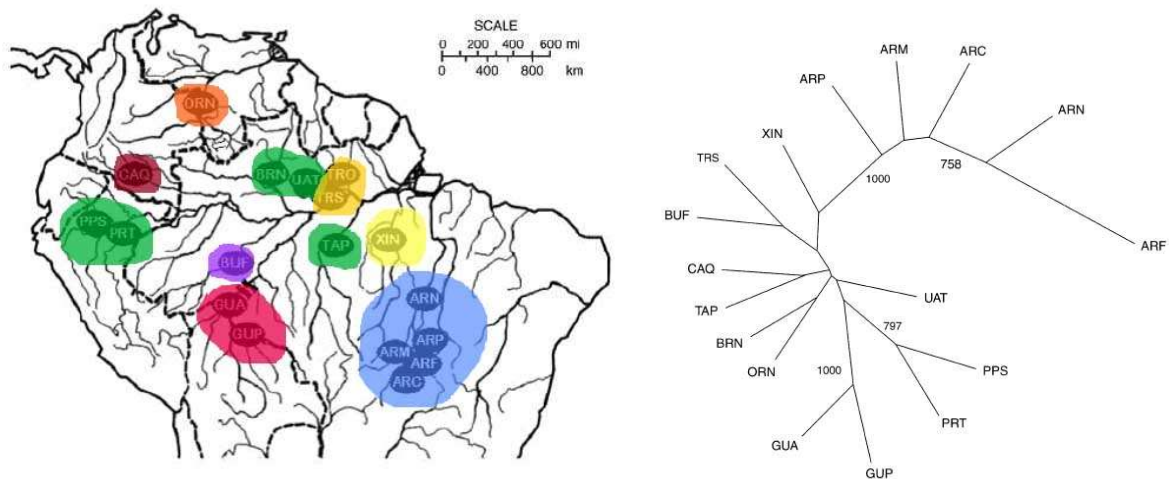 SCALE
0 200 400 600 mi
0 400 800 km
ORN
CAQ
BRN
UAT
TRO
TRS
PPS
PRT
TAP
XIN
BUF
GUA
GUP
ARN
ARP
ARM
ARF
ARC
ARM
ARC
ARP
ARN
XIN
TRS
1000
758
BUF
ARF
CAQ
TAP
UAT
BRN
797
ORN
1000
PPS
PRT
GUA
GUP